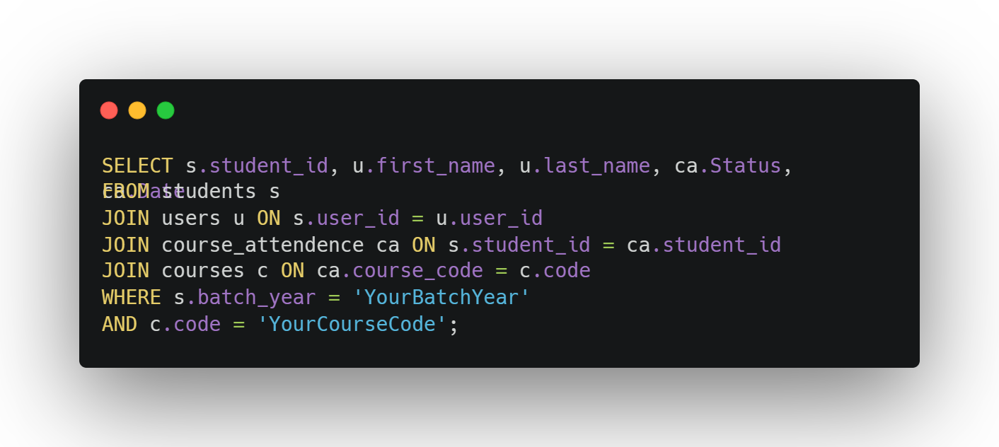 SELECT s.student_id, u.first_name, u.last_name, ca.Status,
ca.Date
FROM students s
JOIN users u ON s.user_id = u.user_id
JOIN course_attendence ca ON s.student_id = ca.student_id
JOIN courses c ON ca.course_code = c.code
WHERE s.batch_year = 'YourBatchYear'
AND c.code = 'YourCourseCode';